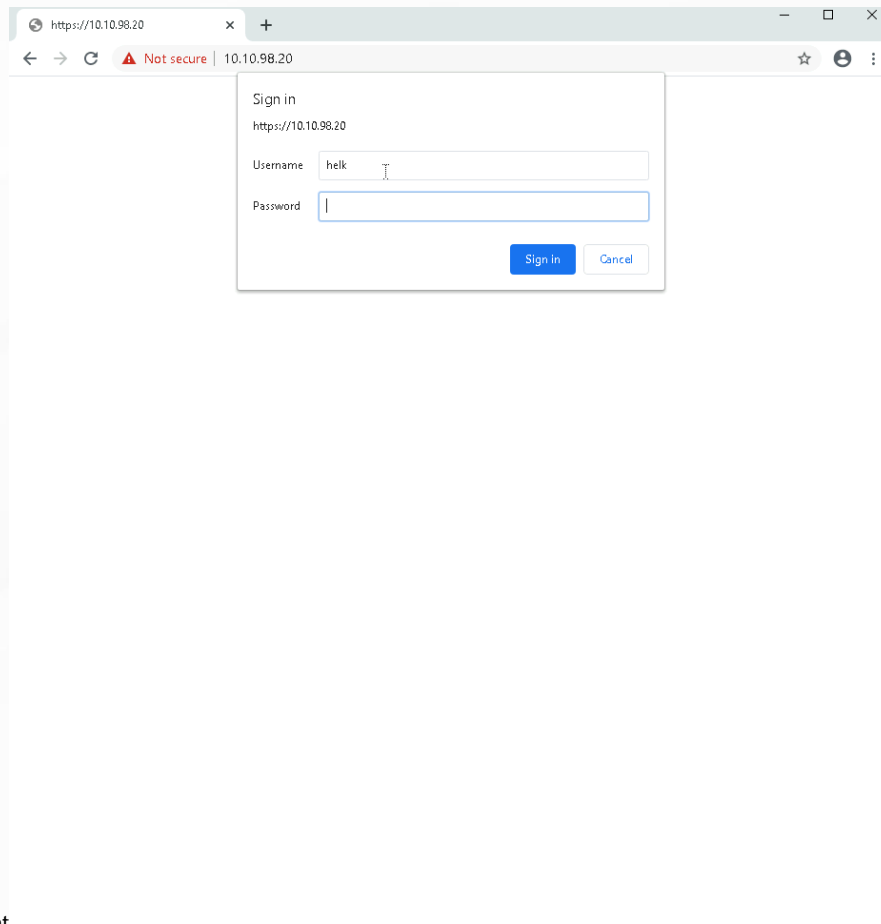 https://10.10.98.20
Not secure 10.10.98.20
Sign in
https://10.10.98.20
Username helk
Password
Sign in Cancel